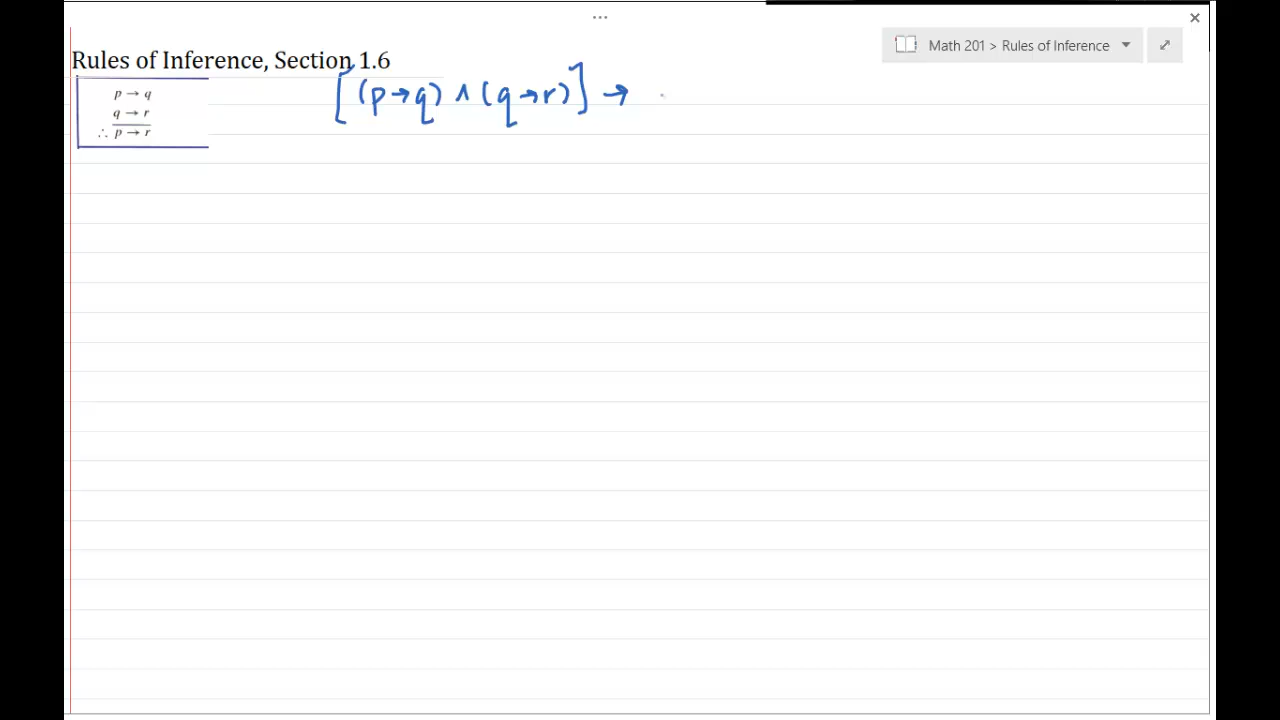 ...
Math 201 > Rules of Inference
Rules of Inference, Section 1.6
[(p→q) ∧ (q→r)] →
p → q
q → r
∴ p → r